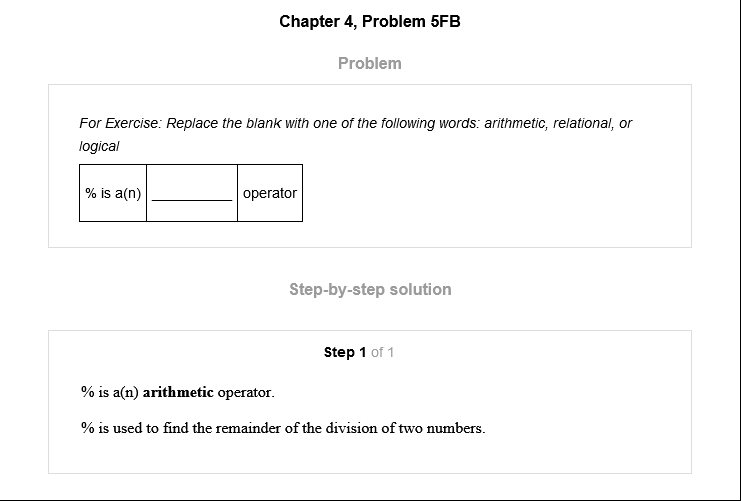 Chapter 4, Problem 5FB
Problem
For Exercise: Replace the blank with one of the following words: arithmetic, relational, or
logical
% is a(n) __________ operator
Step-by-step solution
Step 1 of 1
% is a(n) arithmetic operator.
% is used to find the remainder of the division of two numbers.